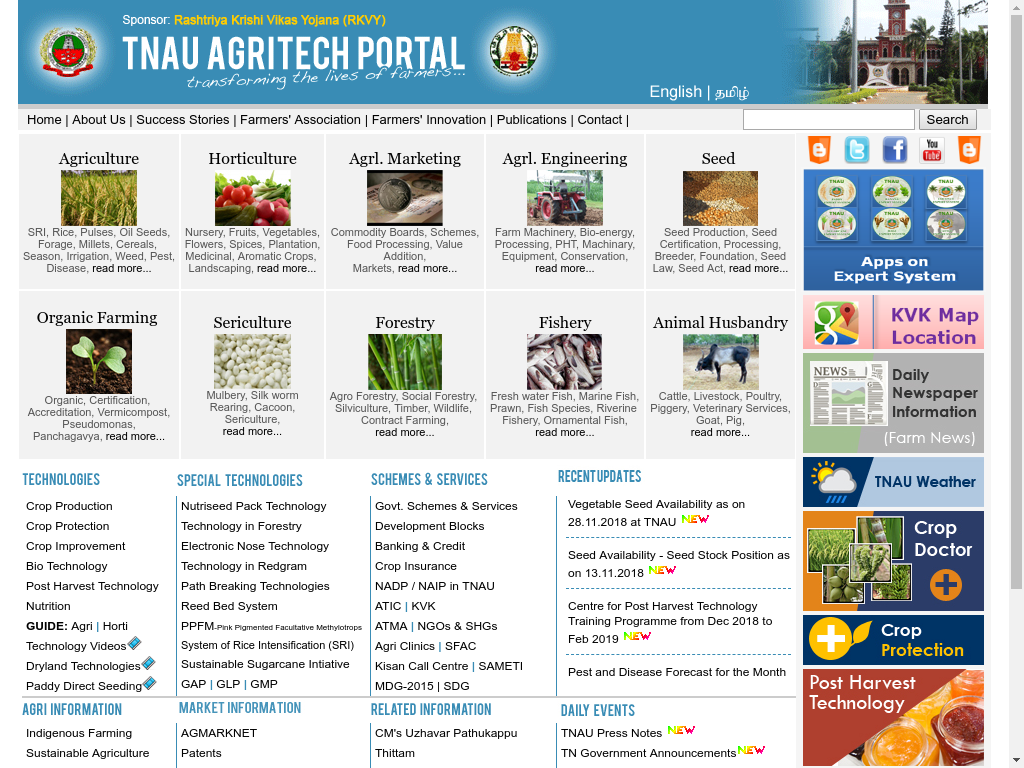 Sponsor: Rashtriya Krishi Vikas Yojana (RKVY)
TNAU AGRITECH PORTAL
transforming the lives of farmers...
English | தமிழ்
Home | About Us | Success Stories | Farmers' Association | Farmers' Innovation | Publications | Contact |
Search
Agriculture
SRI, Rice, Pulses, Oil Seeds,
Forage, Millets, Cereals,
Season, Irrigation, Weed, Pest,
Disease, read more...
Horticulture
Nursery, Fruits, Vegetables,
Flowers, Spices, Plantation,
Medicinal, Aromatic Crops,
Landscaping, read more...
Agrl. Marketing
Commodity Boards, Schemes,
Food Processing, Value
Addition,
Markets, read more...
Agrl. Engineering
Farm Machinery, Bio-energy,
Processing, PHT, Machinary,
Equipment, Conservation,
read more...
Seed
Seed Production, Seed
Certification, Processing,
Breeder, Foundation, Seed
Law, Seed Act, read more...
You
Tube
TNAU
TNAU
TNAU
TNAU
TNAU
TNAU
Apps on
Expert System
Organic Farming
Organic, Certification,
Accreditation, Vermicompost,
Pseudomonas,
Panchagavya, read more...
Sericulture
Mulbery, Silk worm
Rearing, Cacoon,
Sericulture,
read more...
Forestry
Agro Forestry, Social Forestry,
Silviculture, Timber, Wildlife,
Contract Farming,
read more...
Fishery
Fresh water Fish, Marine Fish,
Prawn, Fish Species, Riverine
Fishery, Ornamental Fish,
read more...
Animal Husbandry
Cattle, Livestock, Poultry,
Piggery, Veterinary Services,
Goat, Pig,
read more...
KVK Map
Location
NEWS
Daily
Newspaper
Information
(Farm News)
TNAU Weather
Crop
Doctor
Crop
Protection
Post Harvest
Technology
TECHNOLOGIES
Crop Production
Crop Protection
Crop Improvement
Bio Technology
Post Harvest Technology
Nutrition
GUIDE: Agri | Horti
Technology Videos
Dryland Technologies
Paddy Direct Seeding
SPECIAL TECHNOLOGIES
Nutriseed Pack Technology
Technology in Forestry
Electronic Nose Technology
Technology in Redgram
Path Breaking Technologies
Reed Bed System
PPFM-Pink Pigmented Facultative Methylotrops
System of Rice Intensification (SRI)
Sustainable Sugarcane Intiative
GAP | GLP | GMP
SCHEMES & SERVICES
Govt. Schemes & Services
Development Blocks
Banking & Credit
Crop Insurance
NADP / NAIP in TNAU
ATIC | KVK
ATMA | NGOs & SHGs
Agri Clinics | SFAC
Kisan Call Centre | SAMETI
MDG-2015 | SDG
RECENT UPDATES
Vegetable Seed Availability as on
28.11.2018 at TNAU NEW
Seed Availability - Seed Stock Position as
on 13.11.2018 NEW
Centre for Post Harvest Technology
Training Programme from Dec 2018 to
Feb 2019 NEW
Pest and Disease Forecast for the Month
AGRI INFORMATION
Indigenous Farming
Sustainable Agriculture
MARKET INFORMATION
AGMARKNET
Patents
RELATED INFORMATION
CM's Uzhavar Pathukappu
Thittam
DAILY EVENTS
TNAU Press Notes NEW
TN Government Announcements NEW